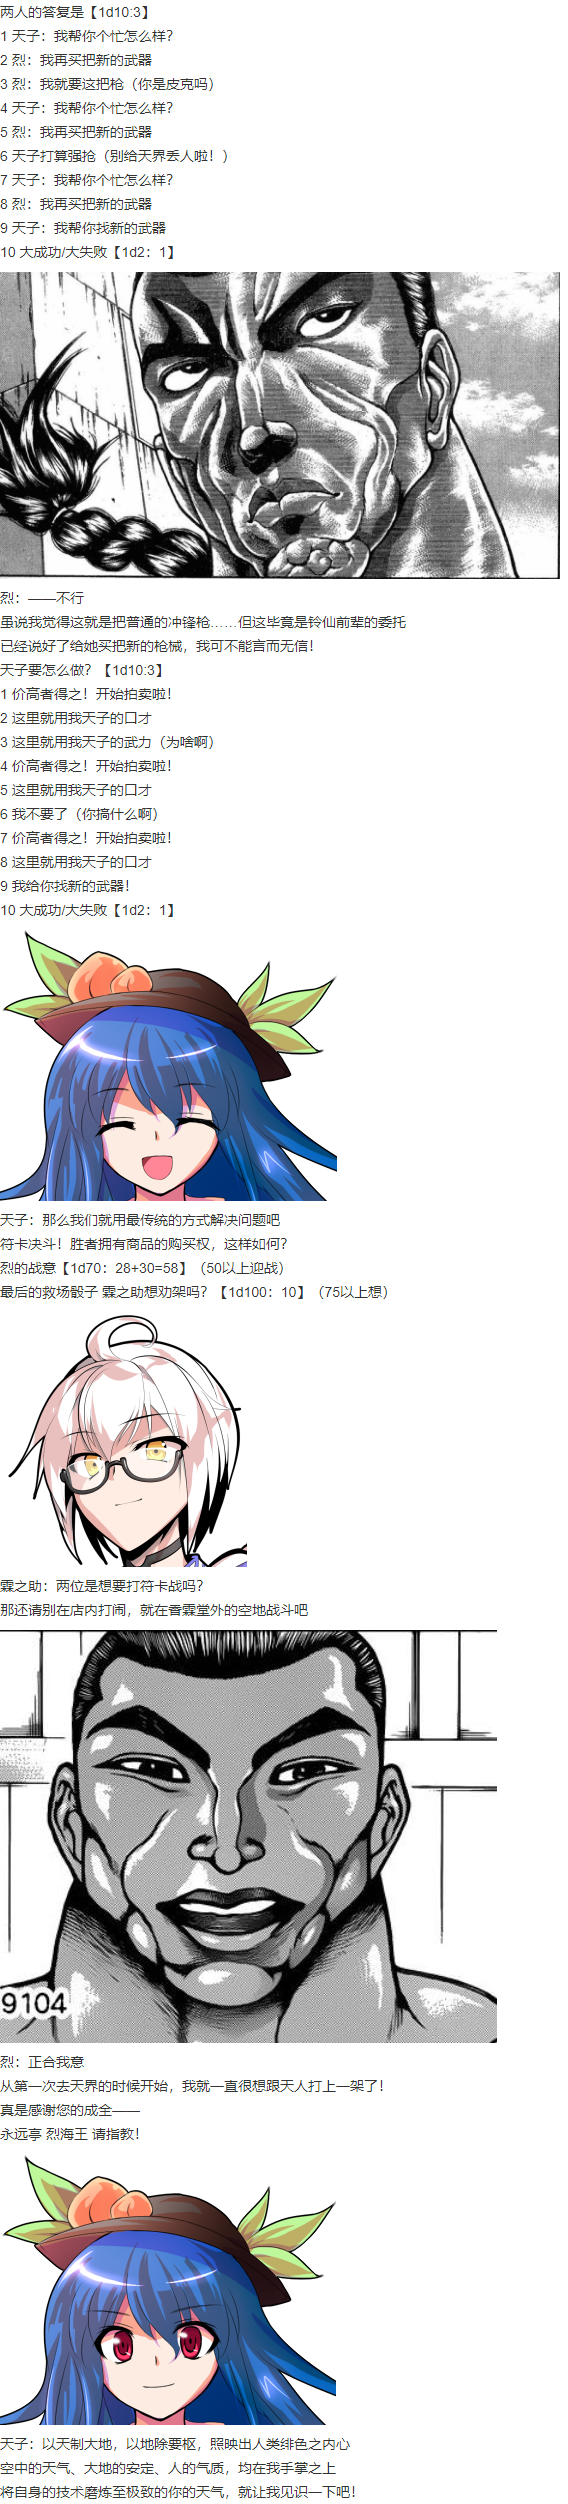 两人的答复是【1d10:3】
1 天子：我帮你个忙怎么样？
2 烈：我再买把新的武器
3 烈：我就要这把枪（你是皮克吗）
4 天子：我帮你个忙怎么样？
5 烈：我再买把新的武器
6 天子打算强抢（别给天界丢人啦！）
7 天子：我帮你个忙怎么样？
8 烈：我再买把新的武器
9 天子：我帮你找新的武器
10 大成功/大失败【1d2：1】
烈：——不行
虽说我觉得这就是把普通的冲锋枪……但这毕竟是铃仙前辈的委托
已经说好了给她买把新的枪械，我可不能言而无信！
天子要怎么做？【1d10:3】
1 价高者得之！开始拍卖啦！
2 这里就用我天子的口才
3 这里就用我天子的武力（为啥啊）
4 价高者得之！开始拍卖啦！
5 这里就用我天子的口才
6 我不要了（你搞什么啊）
7 价高者得之！开始拍卖啦！
8 这里就用我天子的口才
9 我给你找新的武器！
10 大成功/大失败【1d2：1】
天子：那么我们就用最传统的方式解决问题吧
符卡决斗！胜者拥有商品的购买权，这样如何？
烈的战意【1d70：28+30=58】（50以上迎战）
最后的救场骰子 霖之助想劝架吗？【1d100：10】（75以上想）
霖之助：两位是想要打符卡战吗？
那还请别在店内打闹，就在香霖堂外的空地战斗吧
9104
烈：正合我意
从第一次去天界的时候开始，我就一直很想跟天人打上一架了！
真是感谢您的成全——
永远亭 烈海王 请指教！
天子：以天制大地，以地除要枢，照映出人类绯色之内心
空中的天气、大地的安定、人的气质，均在我手掌之上
将自身的技术磨炼至极致的你的天气，就让我见识一下吧！